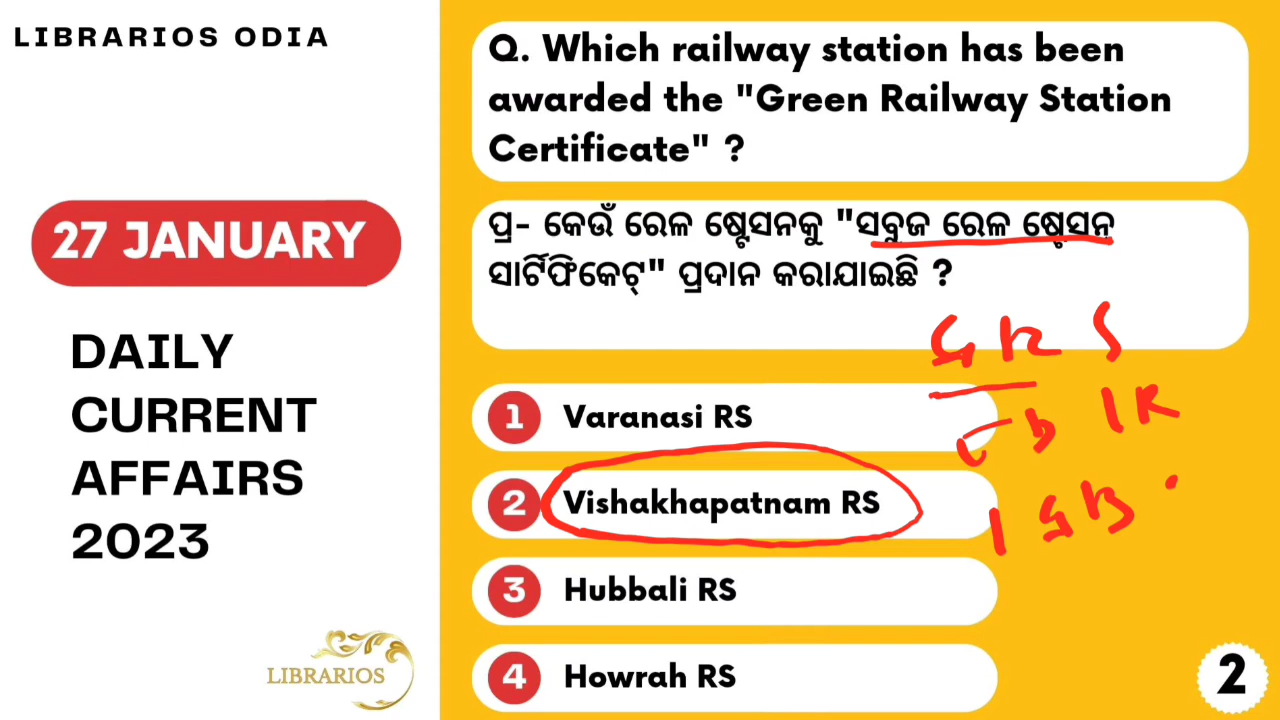 LIBRARIOS ODIA
27 JANUARY
DAILY
CURRENT
AFFAIRS
2023
LIBRARIOS
Q. Which railway station has been
awarded the "Green Railway Station
Certificate" ?
ପ୍ର- କେଉଁ ରେଳ ଷ୍ଟେସନକୁ "ସବୁଜ ରେଳ ଷ୍ଟେସନ
ସାର୍ଟିଫିକେଟ୍" ପ୍ରଦାନ କରାଯାଇଛି ?
GRS
1 Varanasi RS
2 Vishakhapatnam RS
3 Hubbali RS
4 Howrah RS
2